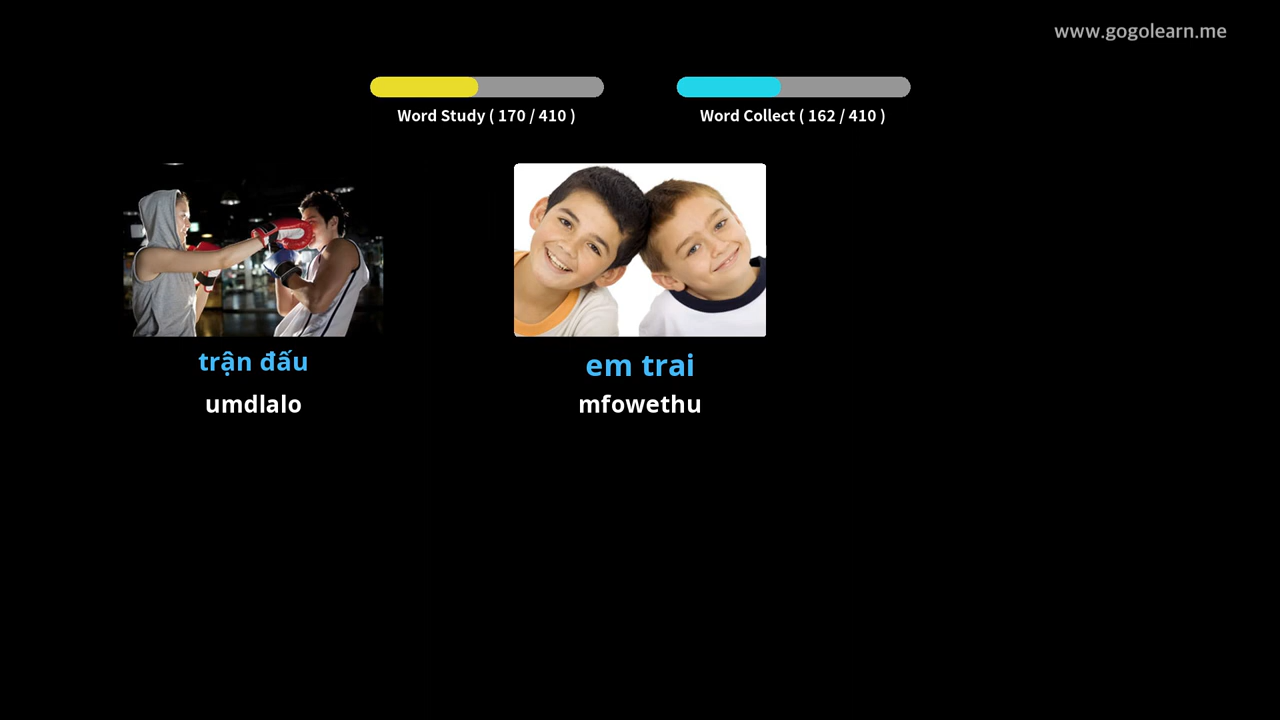 www.gogolearn.me
Word Study ( 170 / 410 )
Word Collect ( 162 / 410 )
trận đấu
umdlalo
em trai
mfowethu